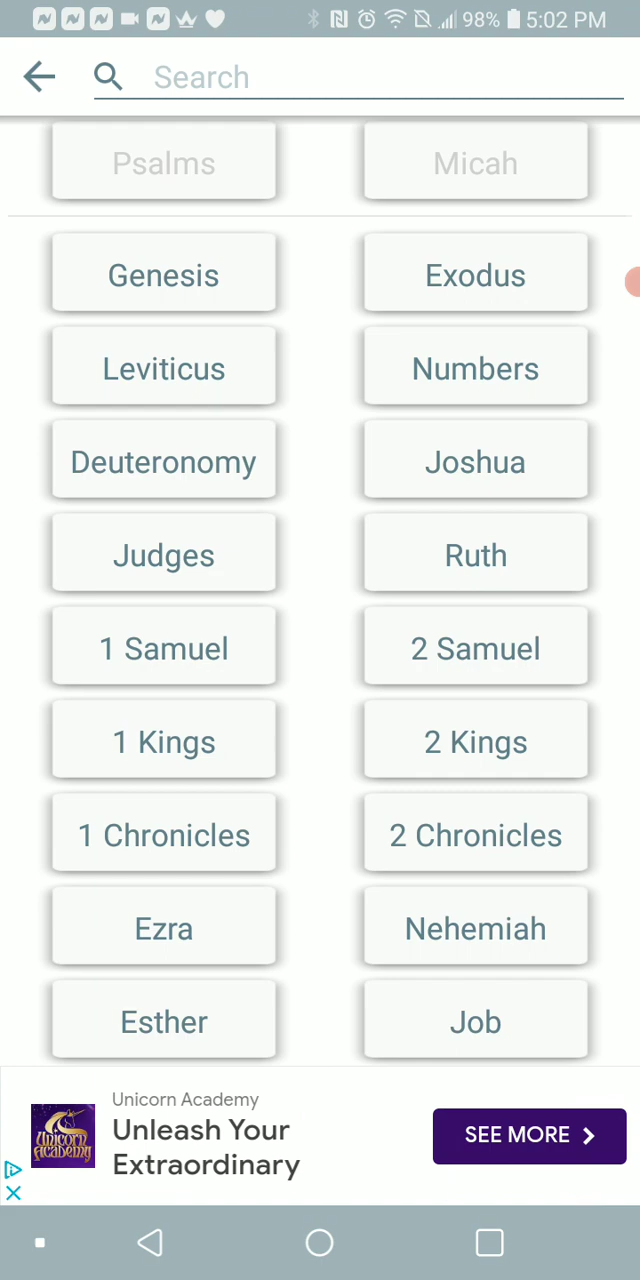 98% 5:02 PM
Search
Psalms Micah
Genesis Exodus
Leviticus Numbers
Deuteronomy Joshua
Judges Ruth
1 Samuel 2 Samuel
1 Kings 2 Kings
1 Chronicles 2 Chronicles
Ezra Nehemiah
Esther Job
Unicorn Academy
Unleash Your
Extraordinary
SEE MORE
Unicorn
Academy